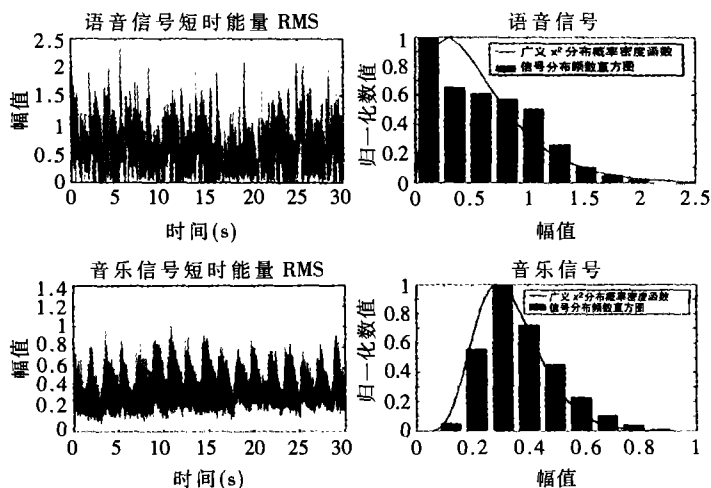 语音信号短时能量 RMS
幅值
2.5
2
1.5
1
0.5
0
0 5 10 15 20 25 30
时间(s)
语音信号
归一化数值
1
0.8
0.6
0.4
0.2
0
广义 x² 分布概率密度函数
信号分布频数直方图
0.5 1 1.5 2 2.5
幅值
音乐信号短时能量 RMS
幅值
1.4
1.2
1
0.8
0.6
0.4
0.2
0
0 5 10 15 20 25 30
时间(s)
音乐信号
归一化数值
1
0.8
0.6
0.4
0.2
0
广义 x² 分布概率密度函数
信号分布频数直方图
0 0.2 0.4 0.6 0.8 1
幅值